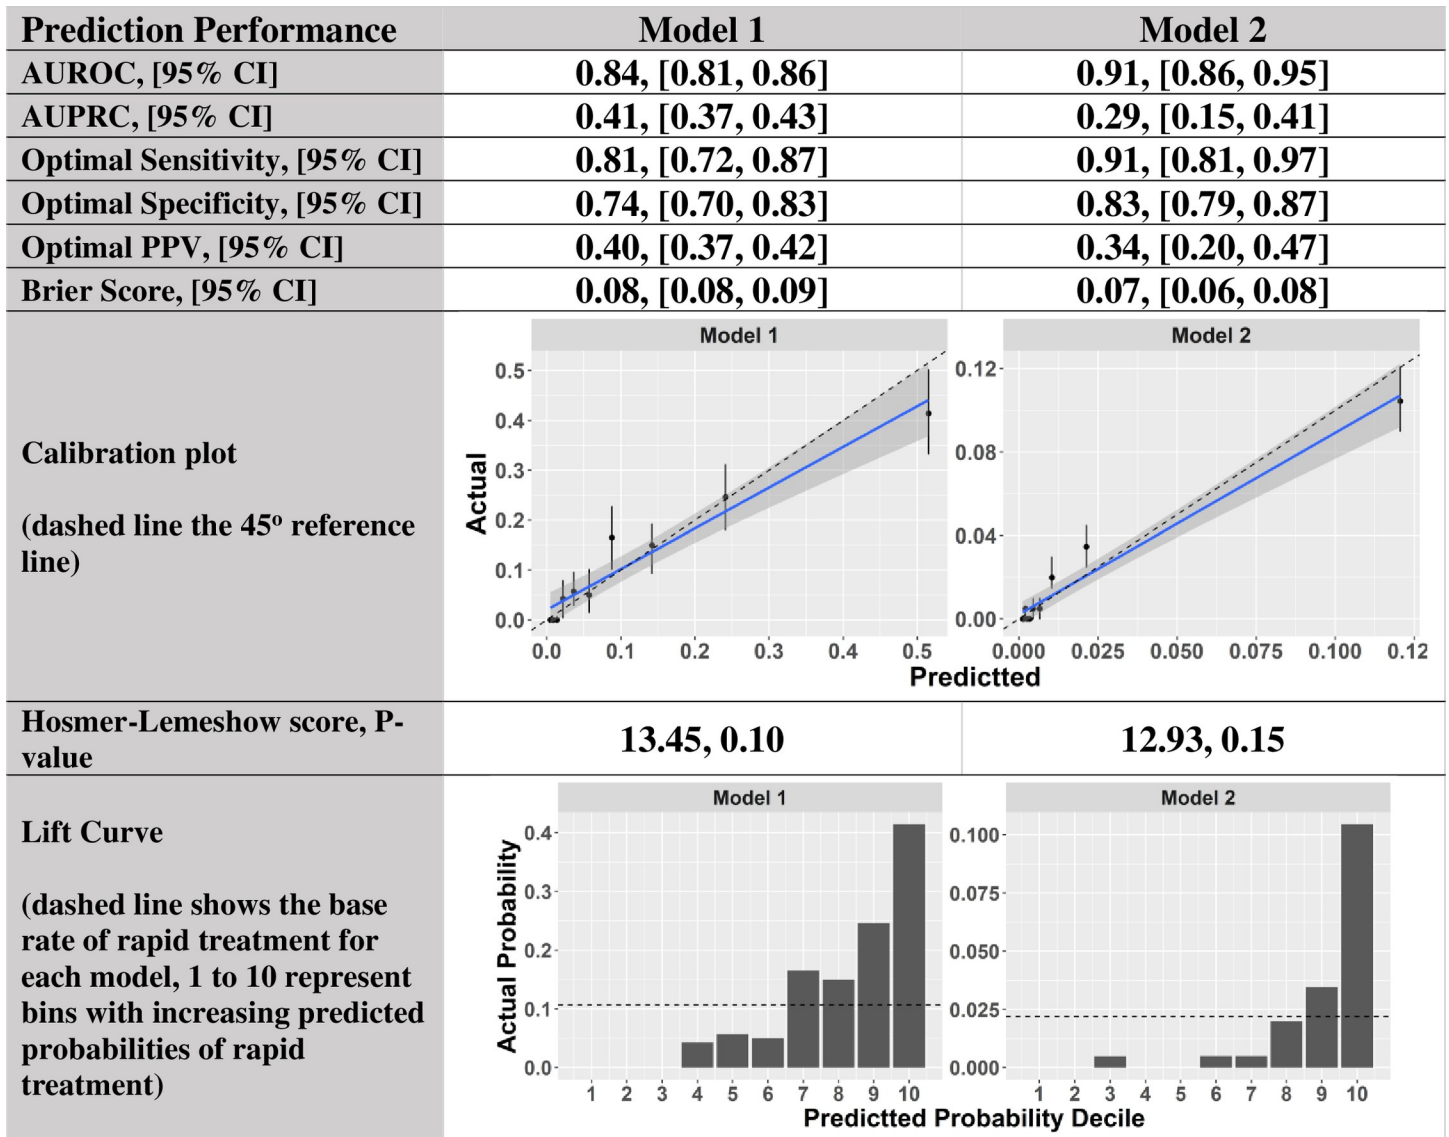 Prediction Performance Model 1 Model 2
AUROC, [95% CI] 0.84, [0.81, 0.86] 0.91, [0.86, 0.95]
AUPRC, [95% CI] 0.41, [0.37, 0.43] 0.29, [0.15, 0.41]
Optimal Sensitivity, [95% CI] 0.81, [0.72, 0.87] 0.91, [0.81, 0.97]
Optimal Specificity, [95% CI] 0.74, [0.70, 0.83] 0.83, [0.79, 0.87]
Optimal PPV, [95% CI] 0.40, [0.37, 0.42] 0.34, [0.20, 0.47]
Brier Score, [95% CI] 0.08, [0.08, 0.09] 0.07, [0.06, 0.08]
Calibration plot
(dashed line the 45º reference
line)
Model 1
Actual
0.5
0.4
0.3
0.2
0.1
0.0
0.0 0.1 0.2 0.3 0.4 0.5
Model 2
0.12
0.08
0.04
0.00
0.000 0.025 0.050 0.075 0.100 0.12
Predictted
Hosmer-Lemeshow score, P-
value
13.45, 0.10 12.93, 0.15
Lift Curve
(dashed line shows the base
rate of rapid treatment for
each model, 1 to 10 represent
bins with increasing predicted
probabilities of rapid
treatment)
Model 1
Actual Probability
0.4
0.3
0.2
0.1
0.0
1 2 3 4 5 6 7 8 9 10
Model 2
0.100
0.075
0.050
0.025
0.000
1 2 3 4 5 6 7 8 9 10
Predictted Probability Decile